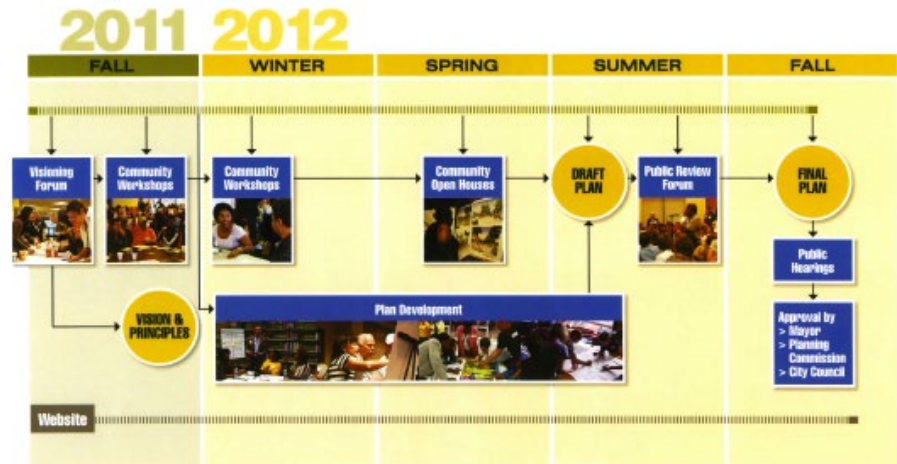 2011 2012
FALL WINTER SPRING SUMMER FALL
Visioning
Forum
Community
Workshops
Community
Workshops
Community
Open Houses
DRAFT
PLAN
Public Review
Forum
FINAL
PLAN
Public
Hearings
VISION &
PRINCIPLES
Plan Development
Approval by
> Mayor
> Planning
Commission
> City Council
Website